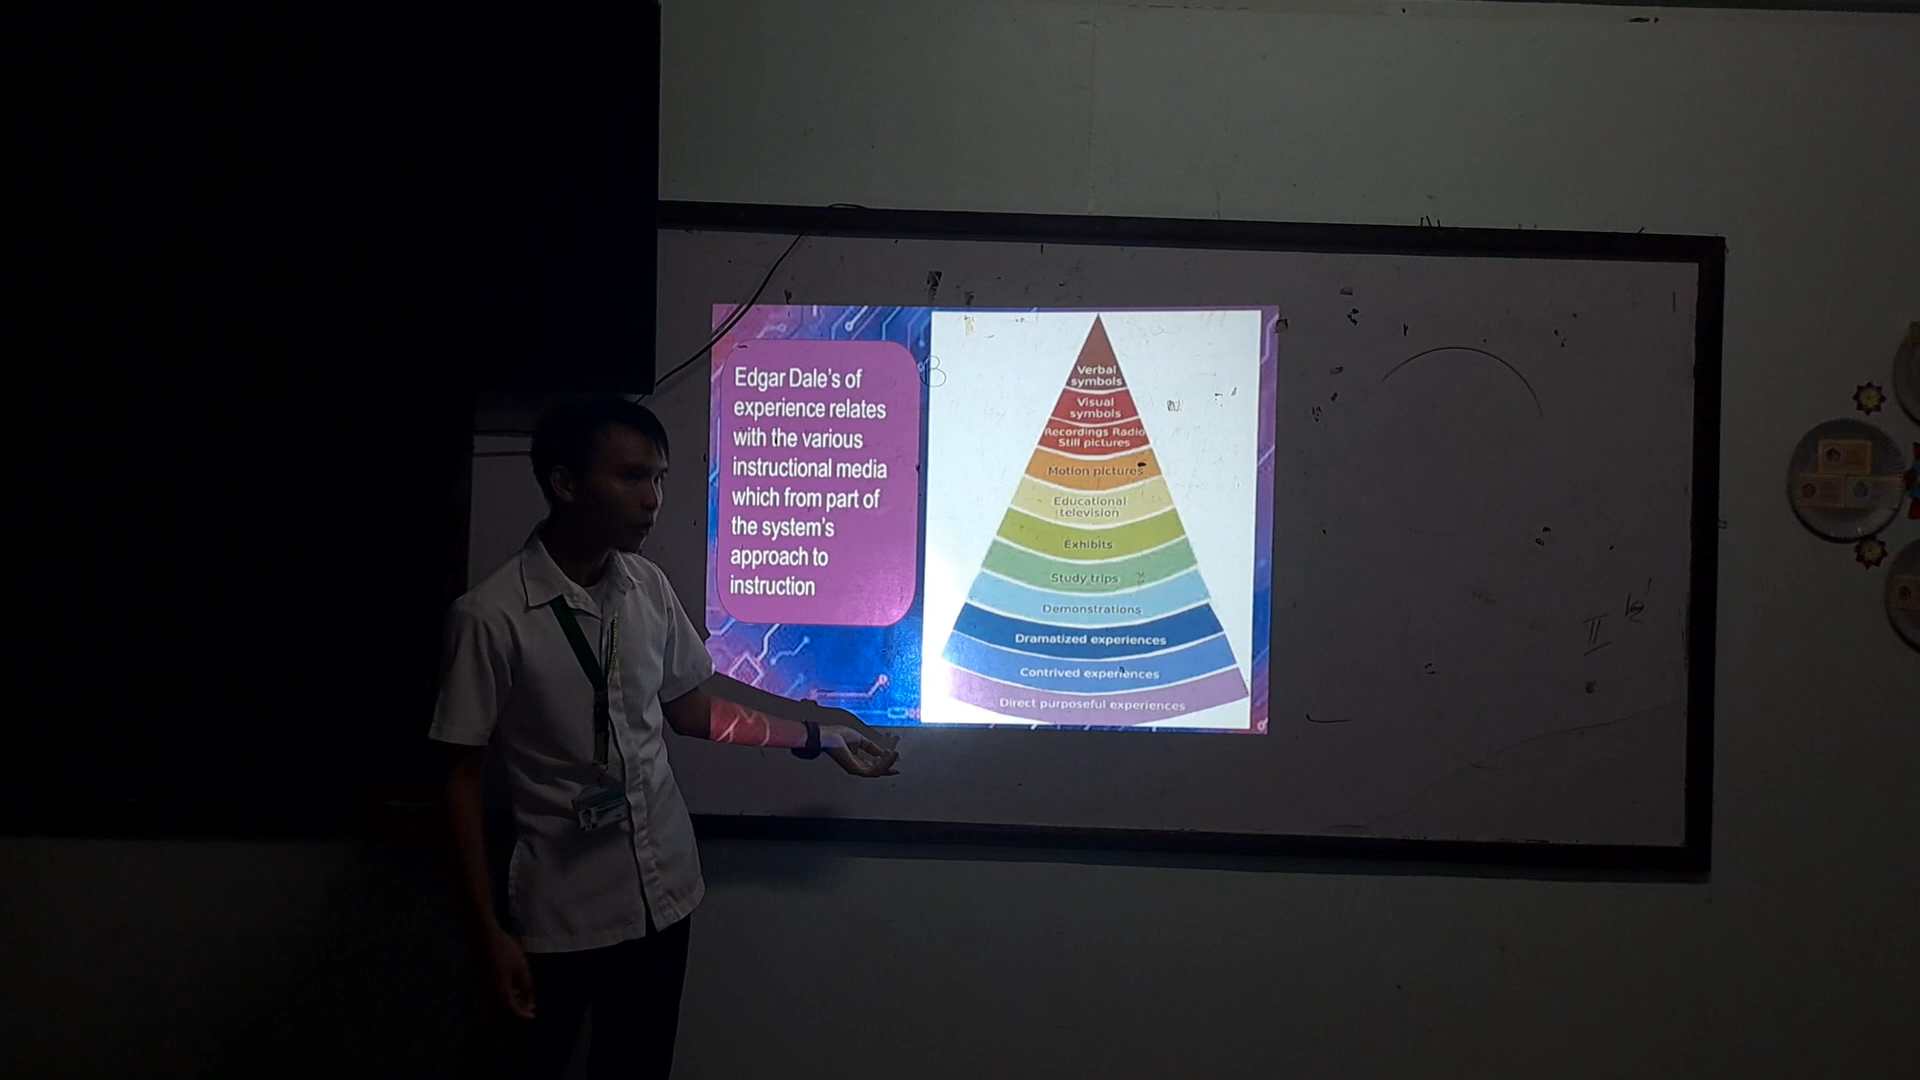 Edgar Dale's of
experience relates
with the various
instructional media
which from part of
the system's
approach to
instruction
B
Verbal
symbols
Visual
symbols
Recordings Radio
Still pictures
Motion pictures
Educational
television
Exhibits
Study trips
Demonstrations
Dramatized experiences
Contrived experiences
Direct purposeful experiences
II